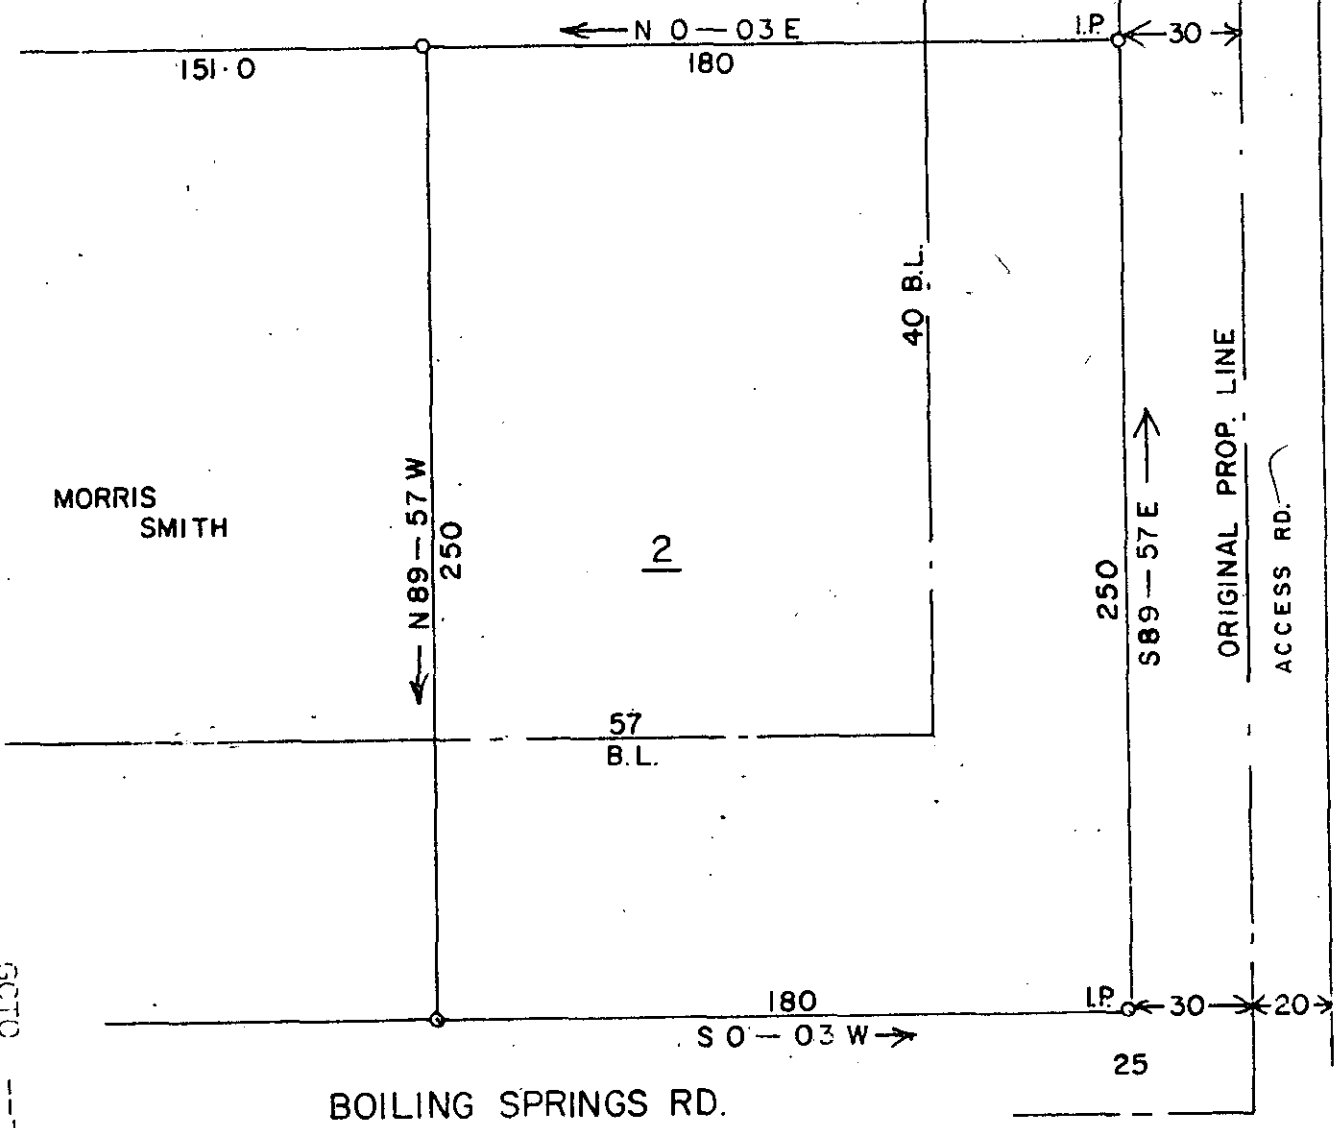 N 0-03 E
I.P.
30
151.0
180
40 B.L.
ORIGINAL PROP. LINE
ACCESS RD.
MORRIS
SMITH
N 89-57 W
250
2
250
S 89-57 E
57
B.L.
180
I.P.
30
20
S 0-03 W
25
BOILING SPRINGS RD.